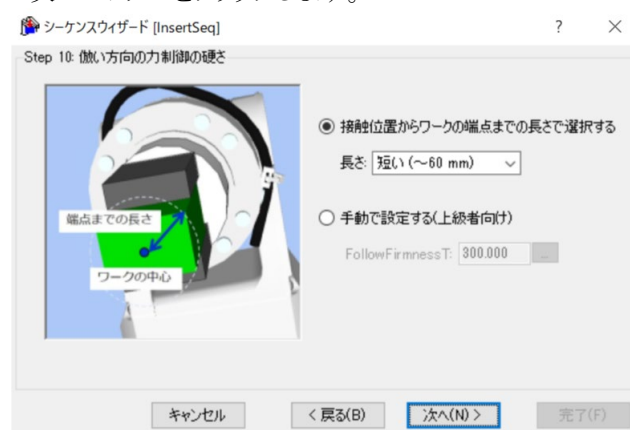 シーケンスウィザード [InsertSeq]
? ×
Step 10: 倣い方向の力制御の硬さ
接触位置からワークの端点までの長さで選択する
長さ: 短い (～60 mm)
手動で設定する(上級者向け)
FollowFirmnessT: 300.000 ...
端点までの長さ
ワークの中心
キャンセル
< 戻る(B)
次へ(N) >
完了(F)